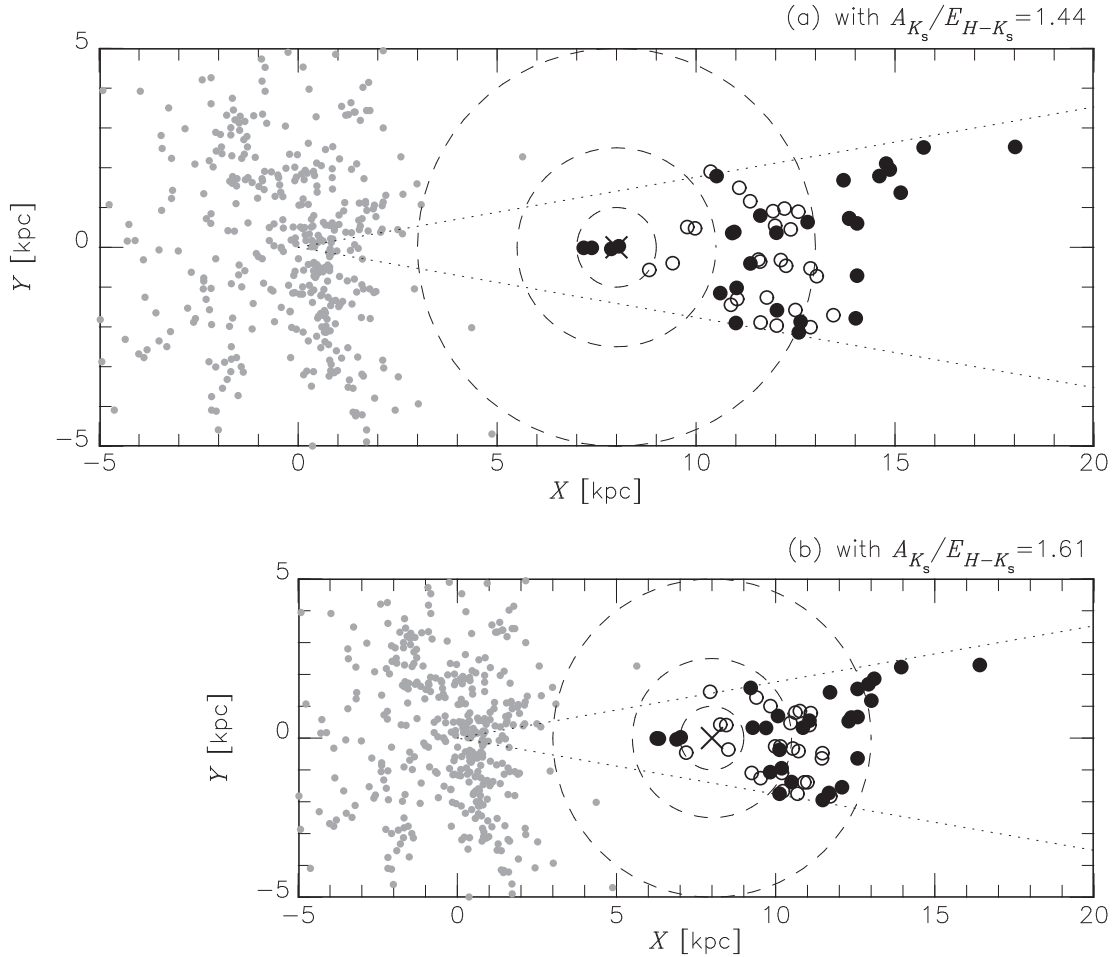 (a) with A_{K_s}/E_{H−K_s}=1.44
5
0
−5
Y [kpc]
−5 0 5 10 15 20
X [kpc]
(b) with A_{K_s}/E_{H−K_s}=1.61
5
0
−5
Y [kpc]
−5 0 5 10 15 20
X [kpc]